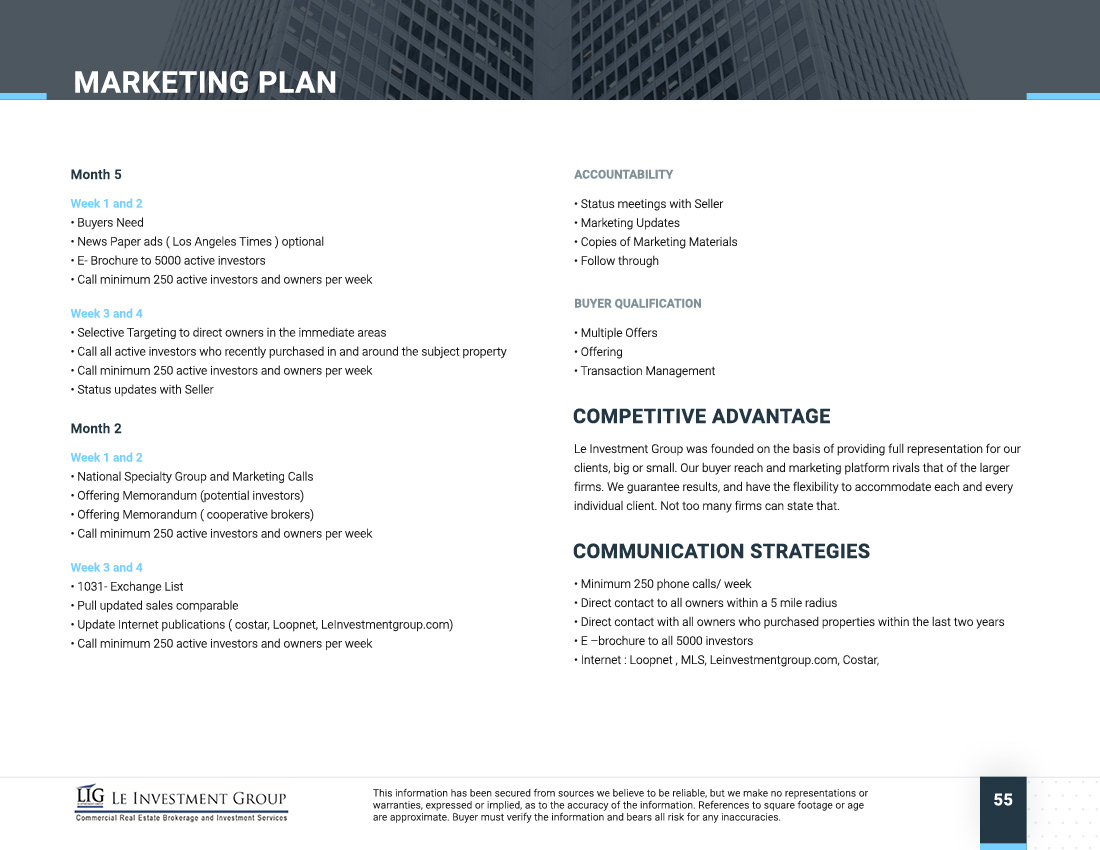 MARKETING PLAN
Month 5
Week 1 and 2
• Buyers Need
• News Paper ads ( Los Angeles Times ) optional
• E- Brochure to 5000 active investors
• Call minimum 250 active investors and owners per week
Week 3 and 4
• Selective Targeting to direct owners in the immediate areas
• Call all active investors who recently purchased in and around the subject property
• Call minimum 250 active investors and owners per week
• Status updates with Seller
Month 2
Week 1 and 2
• National Specialty Group and Marketing Calls
• Offering Memorandum (potential investors)
• Offering Memorandum ( cooperative brokers)
• Call minimum 250 active investors and owners per week
Week 3 and 4
• 1031- Exchange List
• Pull updated sales comparable
• Update Internet publications ( costar, Loopnet, LeInvestmentgroup.com)
• Call minimum 250 active investors and owners per week
ACCOUNTABILITY
• Status meetings with Seller
• Marketing Updates
• Copies of Marketing Materials
• Follow through
BUYER QUALIFICATION
• Multiple Offers
• Offering
• Transaction Management
COMPETITIVE ADVANTAGE
Le Investment Group was founded on the basis of providing full representation for our
clients, big or small. Our buyer reach and marketing platform rivals that of the larger
firms. We guarantee results, and have the flexibility to accommodate each and every
individual client. Not too many firms can state that.
COMMUNICATION STRATEGIES
• Minimum 250 phone calls/ week
• Direct contact to all owners within a 5 mile radius
• Direct contact with all owners who purchased properties within the last two years
• E –brochure to all 5000 investors
• Internet : Loopnet , MLS, Leinvestmentgroup.com, Costar,
LIG LE INVESTMENT GROUP
Commercial Real Estate Brokerage and Investment Services
This information has been secured from sources we believe to be reliable, but we make no representations or
warranties, expressed or implied, as to the accuracy of the information. References to square footage or age
are approximate. Buyer must verify the information and bears all risk for any inaccuracies.
55